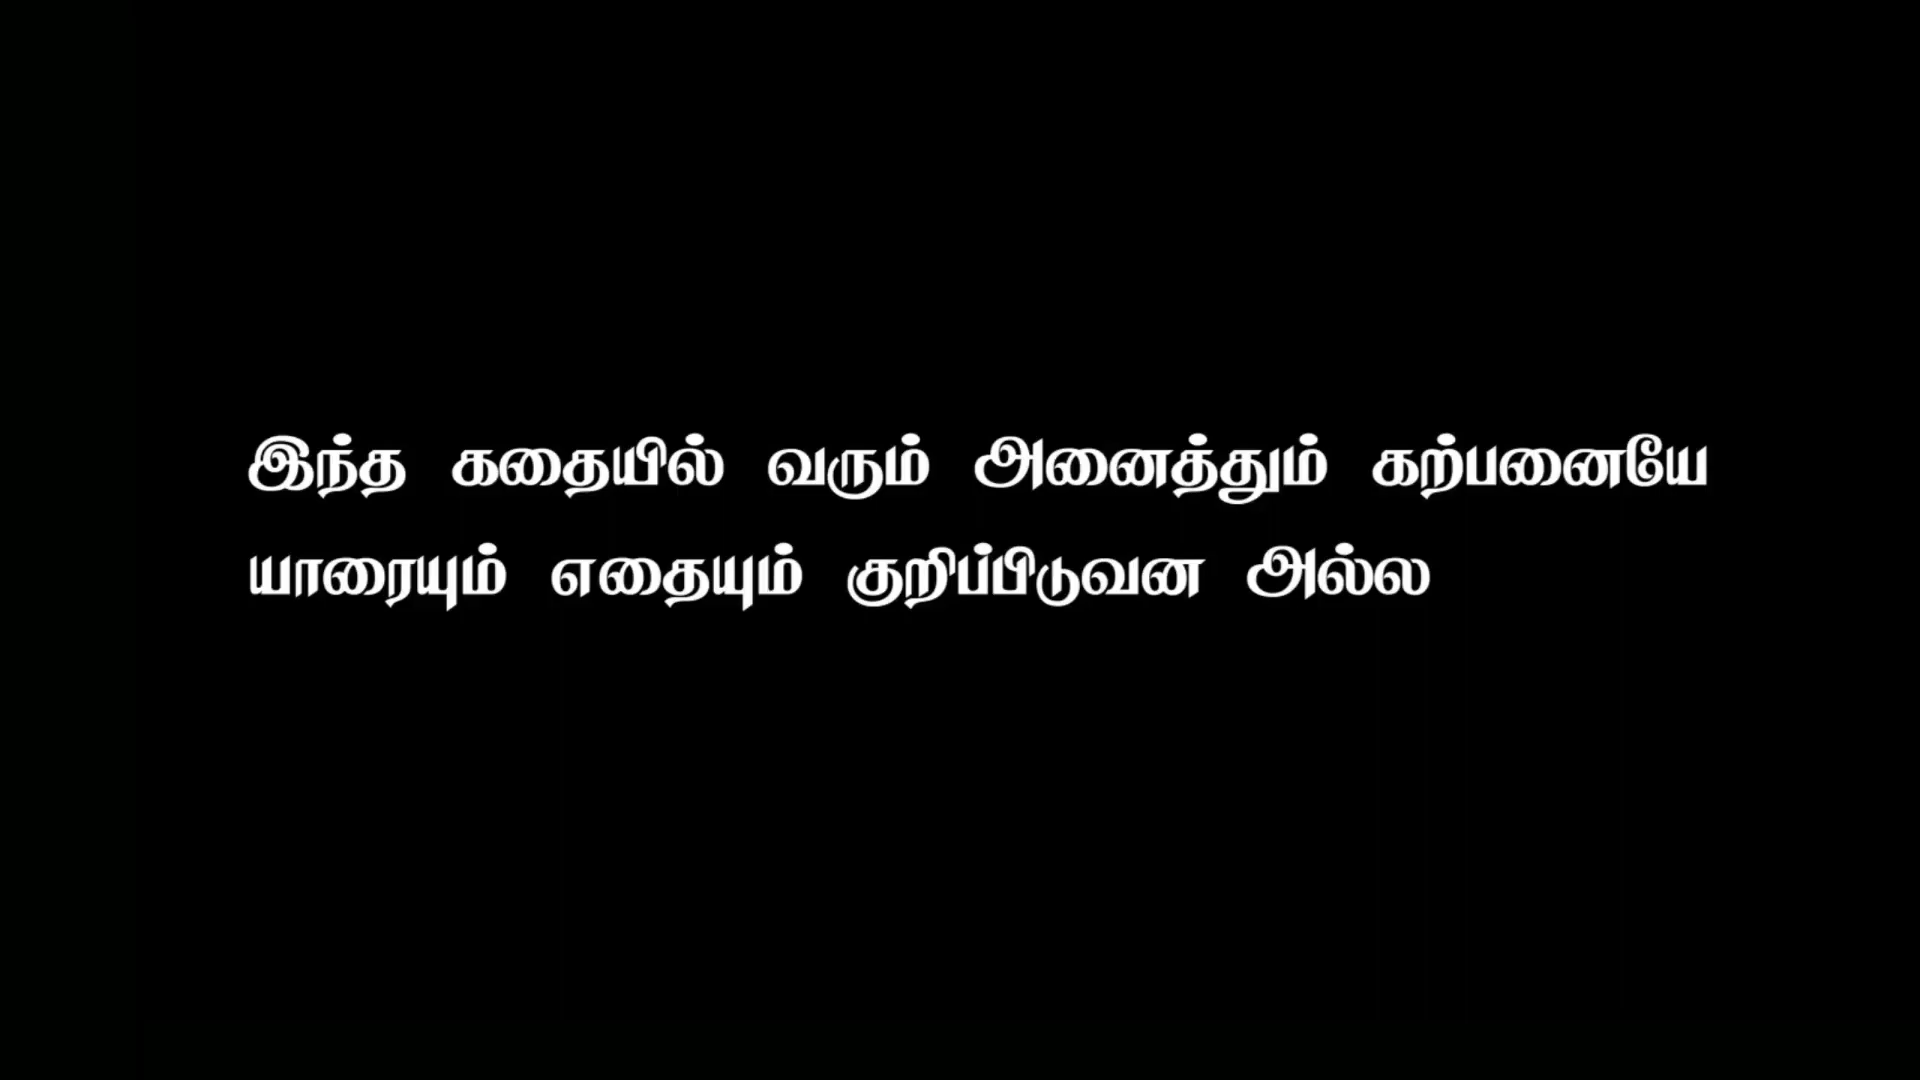 இந்த கதையில் வரும் அனைத்தும் கற்பனையே
யாரையும் எதையும் குறிப்பிடுவன அல்ல